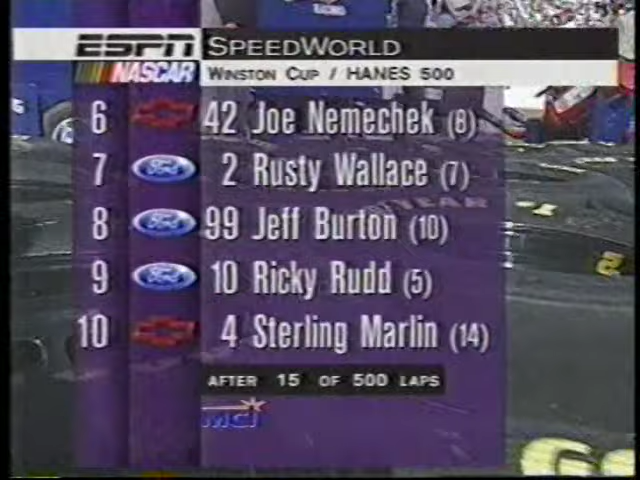 ESPN SPEEDWORLD
NASCAR WINSTON CUP / HANES 500
6 42 Joe Nemechek (8)
7 Ford 2 Rusty Wallace (7)
8 Ford 99 Jeff Burton (10)
9 Ford 10 Ricky Rudd (5)
10 4 Sterling Marlin (14)
AFTER 15 OF 500 LAPS
MCI